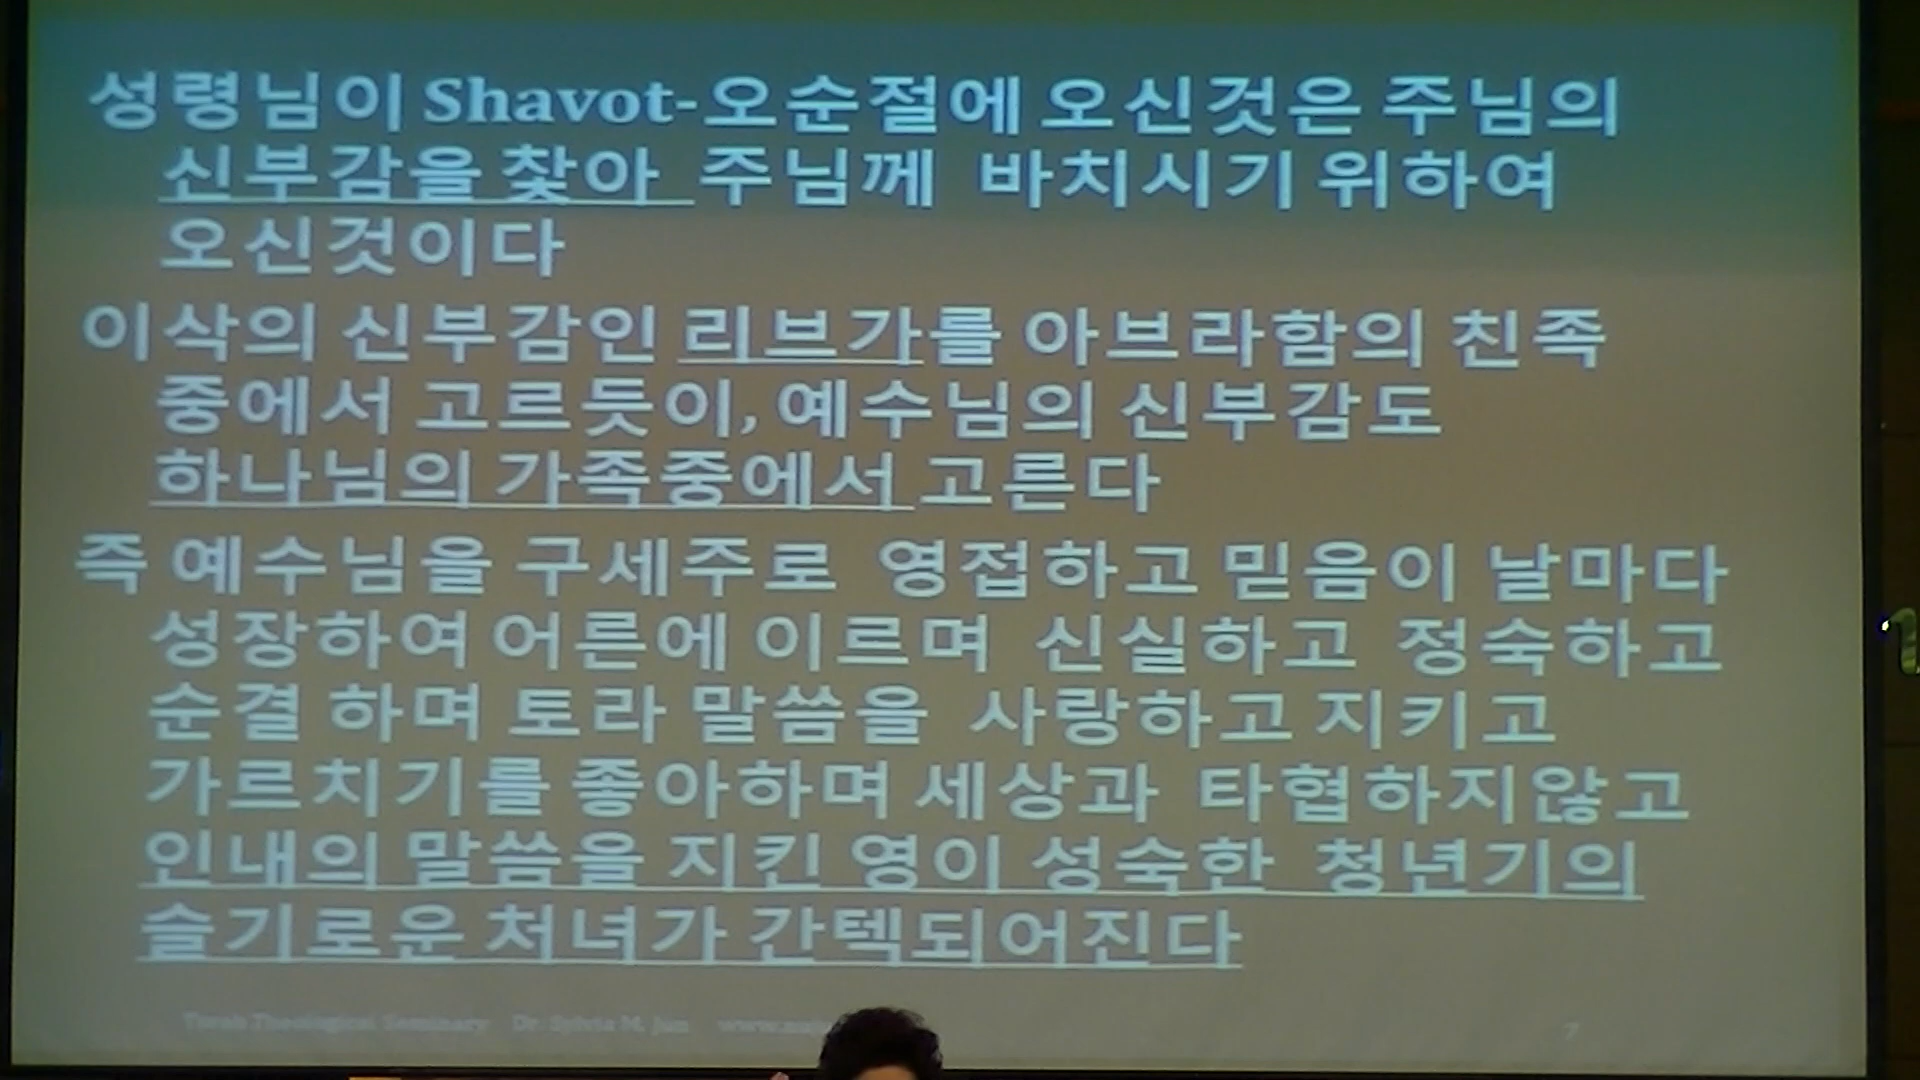 성령님이 Shavot-오순절에 오신것은 주님의
신부감을 찾아 주님께 바치시기 위하여
오신것이다
이삭의 신부감인 리브가를 아브라함의 친족
중에서 고르듯이, 예수님의 신부감도
하나님의 가족중에서 고른다
즉 예수님을 구세주로 영접하고 믿음이 날마다
성장하여 어른에 이르며 신실하고 정숙하고
순결 하며 토라 말씀을 사랑하고 지키고
가르치기를 좋아하며 세상과 타협하지않고
인내의 말씀을 지킨 영이 성숙한 청년기의
슬기로운 처녀가 간텍되어진다
Torah Theological Seminary Dr. Sylvia M. Jun 7